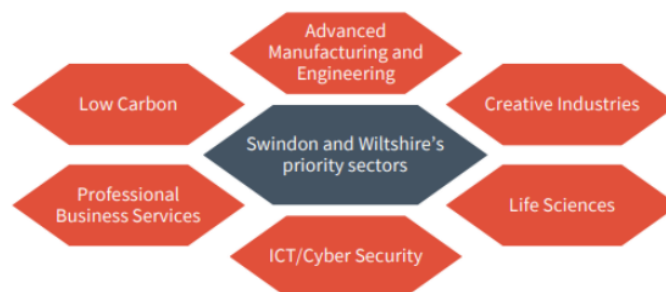 Advanced
Manufacturing and
Engineering
Low Carbon
Creative Industries
Swindon and Wiltshire’s
priority sectors
Professional
Business Services
Life Sciences
ICT/Cyber Security